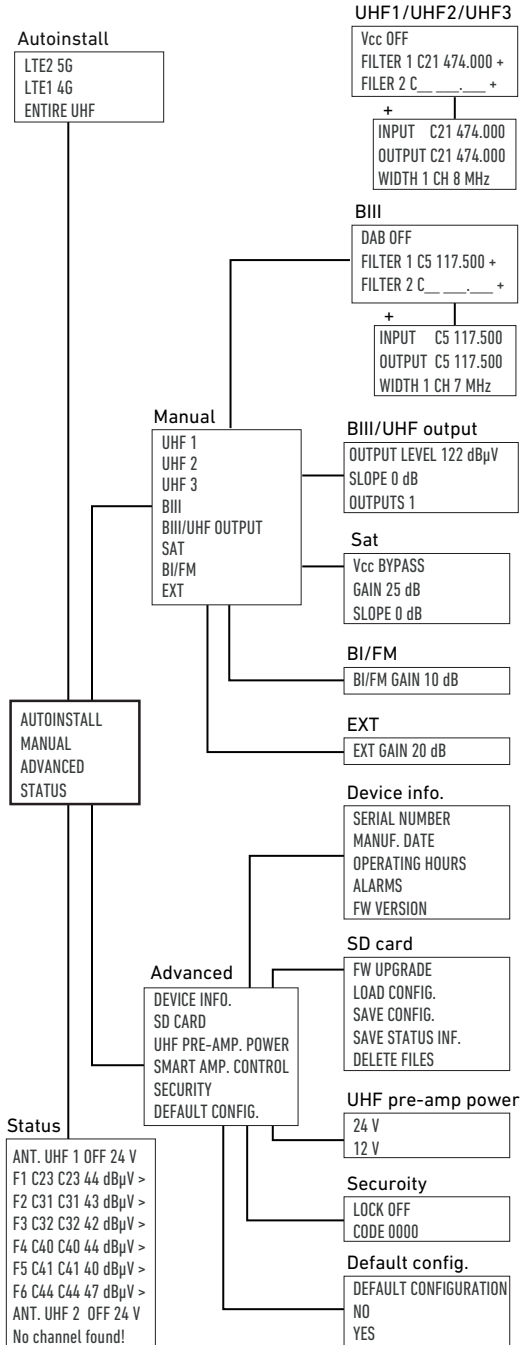 Autoinstall
LTE2 5G
LTE1 4G
ENTIRE UHF
UHF1/UHF2/UHF3
Vcc OFF
FILTER 1 C21 474.000 +
FILER 2 C__ ___.___ +
+
INPUT C21 474.000
OUTPUT C21 474.000
WIDTH 1 CH 8 MHz
BIII
DAB OFF
FILTER 1 C5 117.500 +
FILTER 2 C__ ___.___ +
+
INPUT C5 117.500
OUTPUT C5 117.500
WIDTH 1 CH 7 MHz
Manual
UHF 1
UHF 2
UHF 3
BIII
BIII/UHF OUTPUT
SAT
BI/FM
EXT
BIII/UHF output
OUTPUT LEVEL 122 dBµV
SLOPE 0 dB
OUTPUTS 1
Sat
Vcc BYPASS
GAIN 25 dB
SLOPE 0 dB
BI/FM
BI/FM GAIN 10 dB
EXT
EXT GAIN 20 dB
AUTOINSTALL
MANUAL
ADVANCED
STATUS
Device info.
SERIAL NUMBER
MANUF. DATE
OPERATING HOURS
ALARMS
FW VERSION
Advanced
DEVICE INFO.
SD CARD
UHF PRE-AMP. POWER
SMART AMP. CONTROL
SECURITY
DEFAULT CONFIG.
SD card
FW UPGRADE
LOAD CONFIG.
SAVE CONFIG.
SAVE STATUS INF.
DELETE FILES
UHF pre-amp power
24 V
12 V
Securoity
LOCK OFF
CODE 0000
Default config.
DEFAULT CONFIGURATION
NO
YES
Status
ANT. UHF 1 OFF 24 V
F1 C23 C23 44 dBµV >
F2 C31 C31 43 dBµV >
F3 C32 C32 42 dBµV >
F4 C40 C40 44 dBµV >
F5 C41 C41 40 dBµV >
F6 C44 C44 47 dBµV >
ANT. UHF 2 OFF 24 V
No channel found!